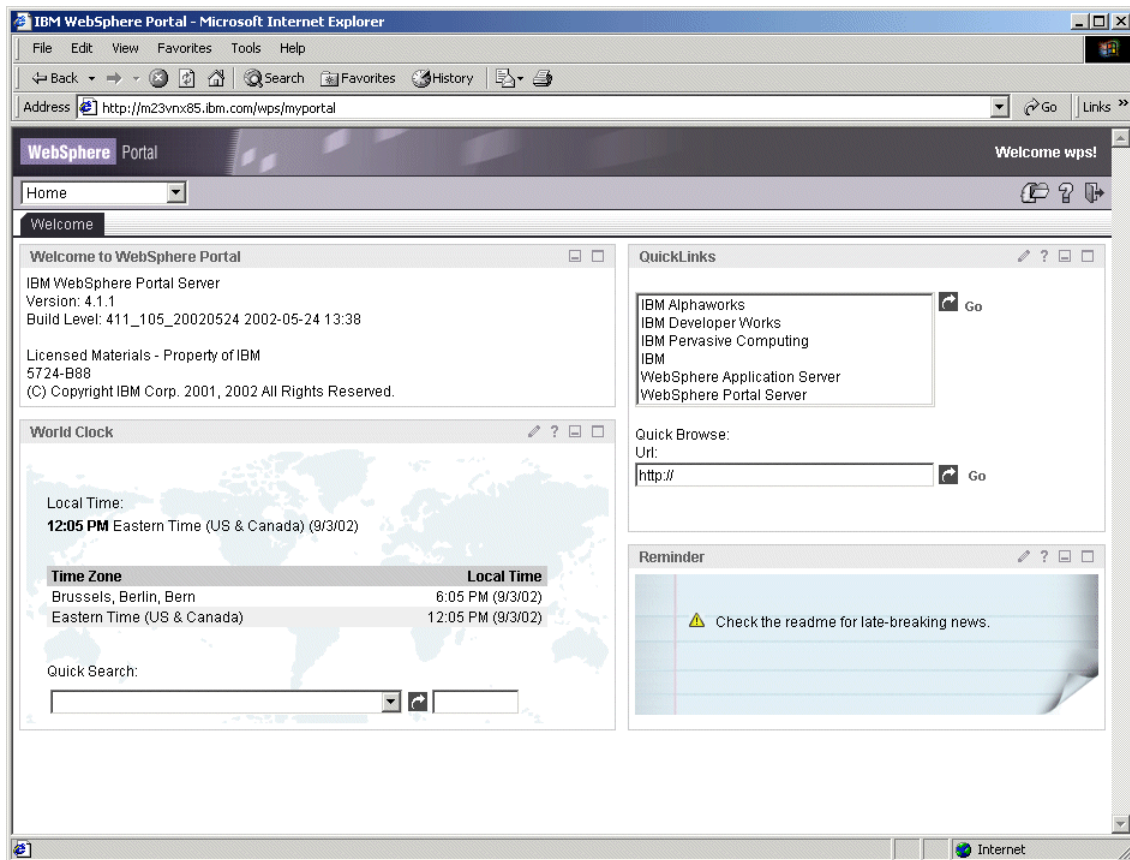 IBM WebSphere Portal - Microsoft Internet Explorer
File Edit View Favorites Tools Help
Back Search Favorites History
Address http://m23vnx85.ibm.com/wps/myportal Go Links »
WebSphere Portal Welcome wps!
Home
Welcome
Welcome to WebSphere Portal
IBM WebSphere Portal Server
Version: 4.1.1
Build Level: 411_105_20020524 2002-05-24 13:38
Licensed Materials - Property of IBM
5724-B88
(C) Copyright IBM Corp. 2001, 2002 All Rights Reserved.
World Clock ?
Local Time:
12:05 PM Eastern Time (US & Canada) (9/3/02)
Time Zone Local Time
Brussels, Berlin, Bern 6:05 PM (9/3/02)
Eastern Time (US & Canada) 12:05 PM (9/3/02)
Quick Search:
QuickLinks ?
IBM Alphaworks
IBM Developer Works
IBM Pervasive Computing
IBM
WebSphere Application Server
WebSphere Portal Server
Go
Quick Browse:
Url:
http:// Go
Reminder ?
Check the readme for late-breaking news.
Internet